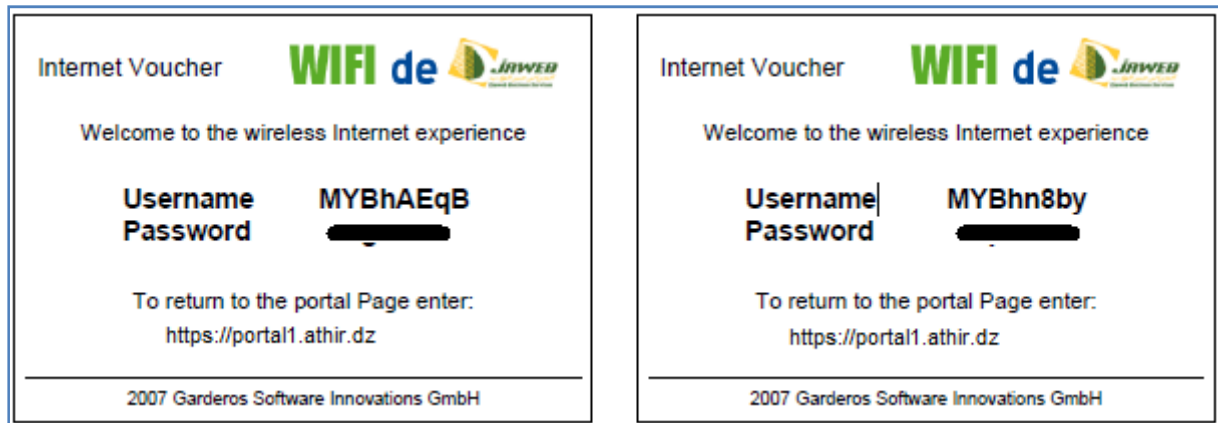 Internet Voucher WIFI de JAWEB
Welcome to the wireless Internet experience
Username MYBhAEqB
Password
To return to the portal Page enter:
https://portal1.athir.dz
2007 Garderos Software Innovations GmbH
Internet Voucher WIFI de JAWEB
Welcome to the wireless Internet experience
Username MYBhn8by
Password
To return to the portal Page enter:
https://portal1.athir.dz
2007 Garderos Software Innovations GmbH